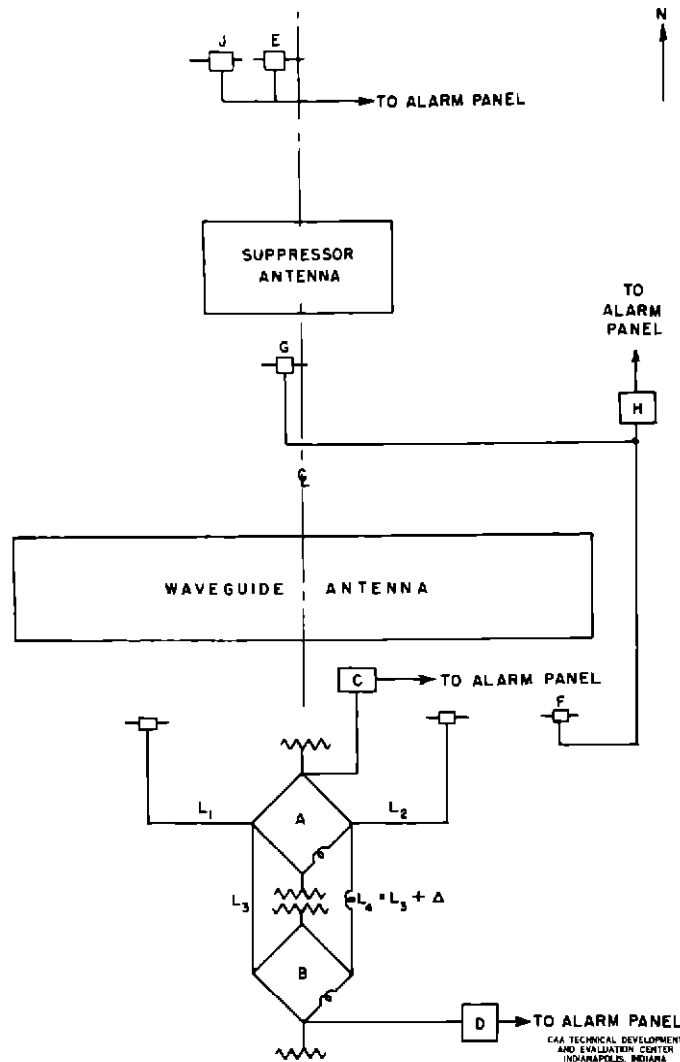 N
J E
TO ALARM PANEL
SUPPRESSOR
ANTENNA
TO
ALARM
PANEL
G
H
℄
WAVEGUIDE ANTENNA
C
TO ALARM PANEL
F
L1
A
L2
L3
L4 = L3 + Δ
B
D
TO ALARM PANEL
CAA TECHNICAL DEVELOPMENT
AND EVALUATION CENTER
INDIANAPOLIS, INDIANA